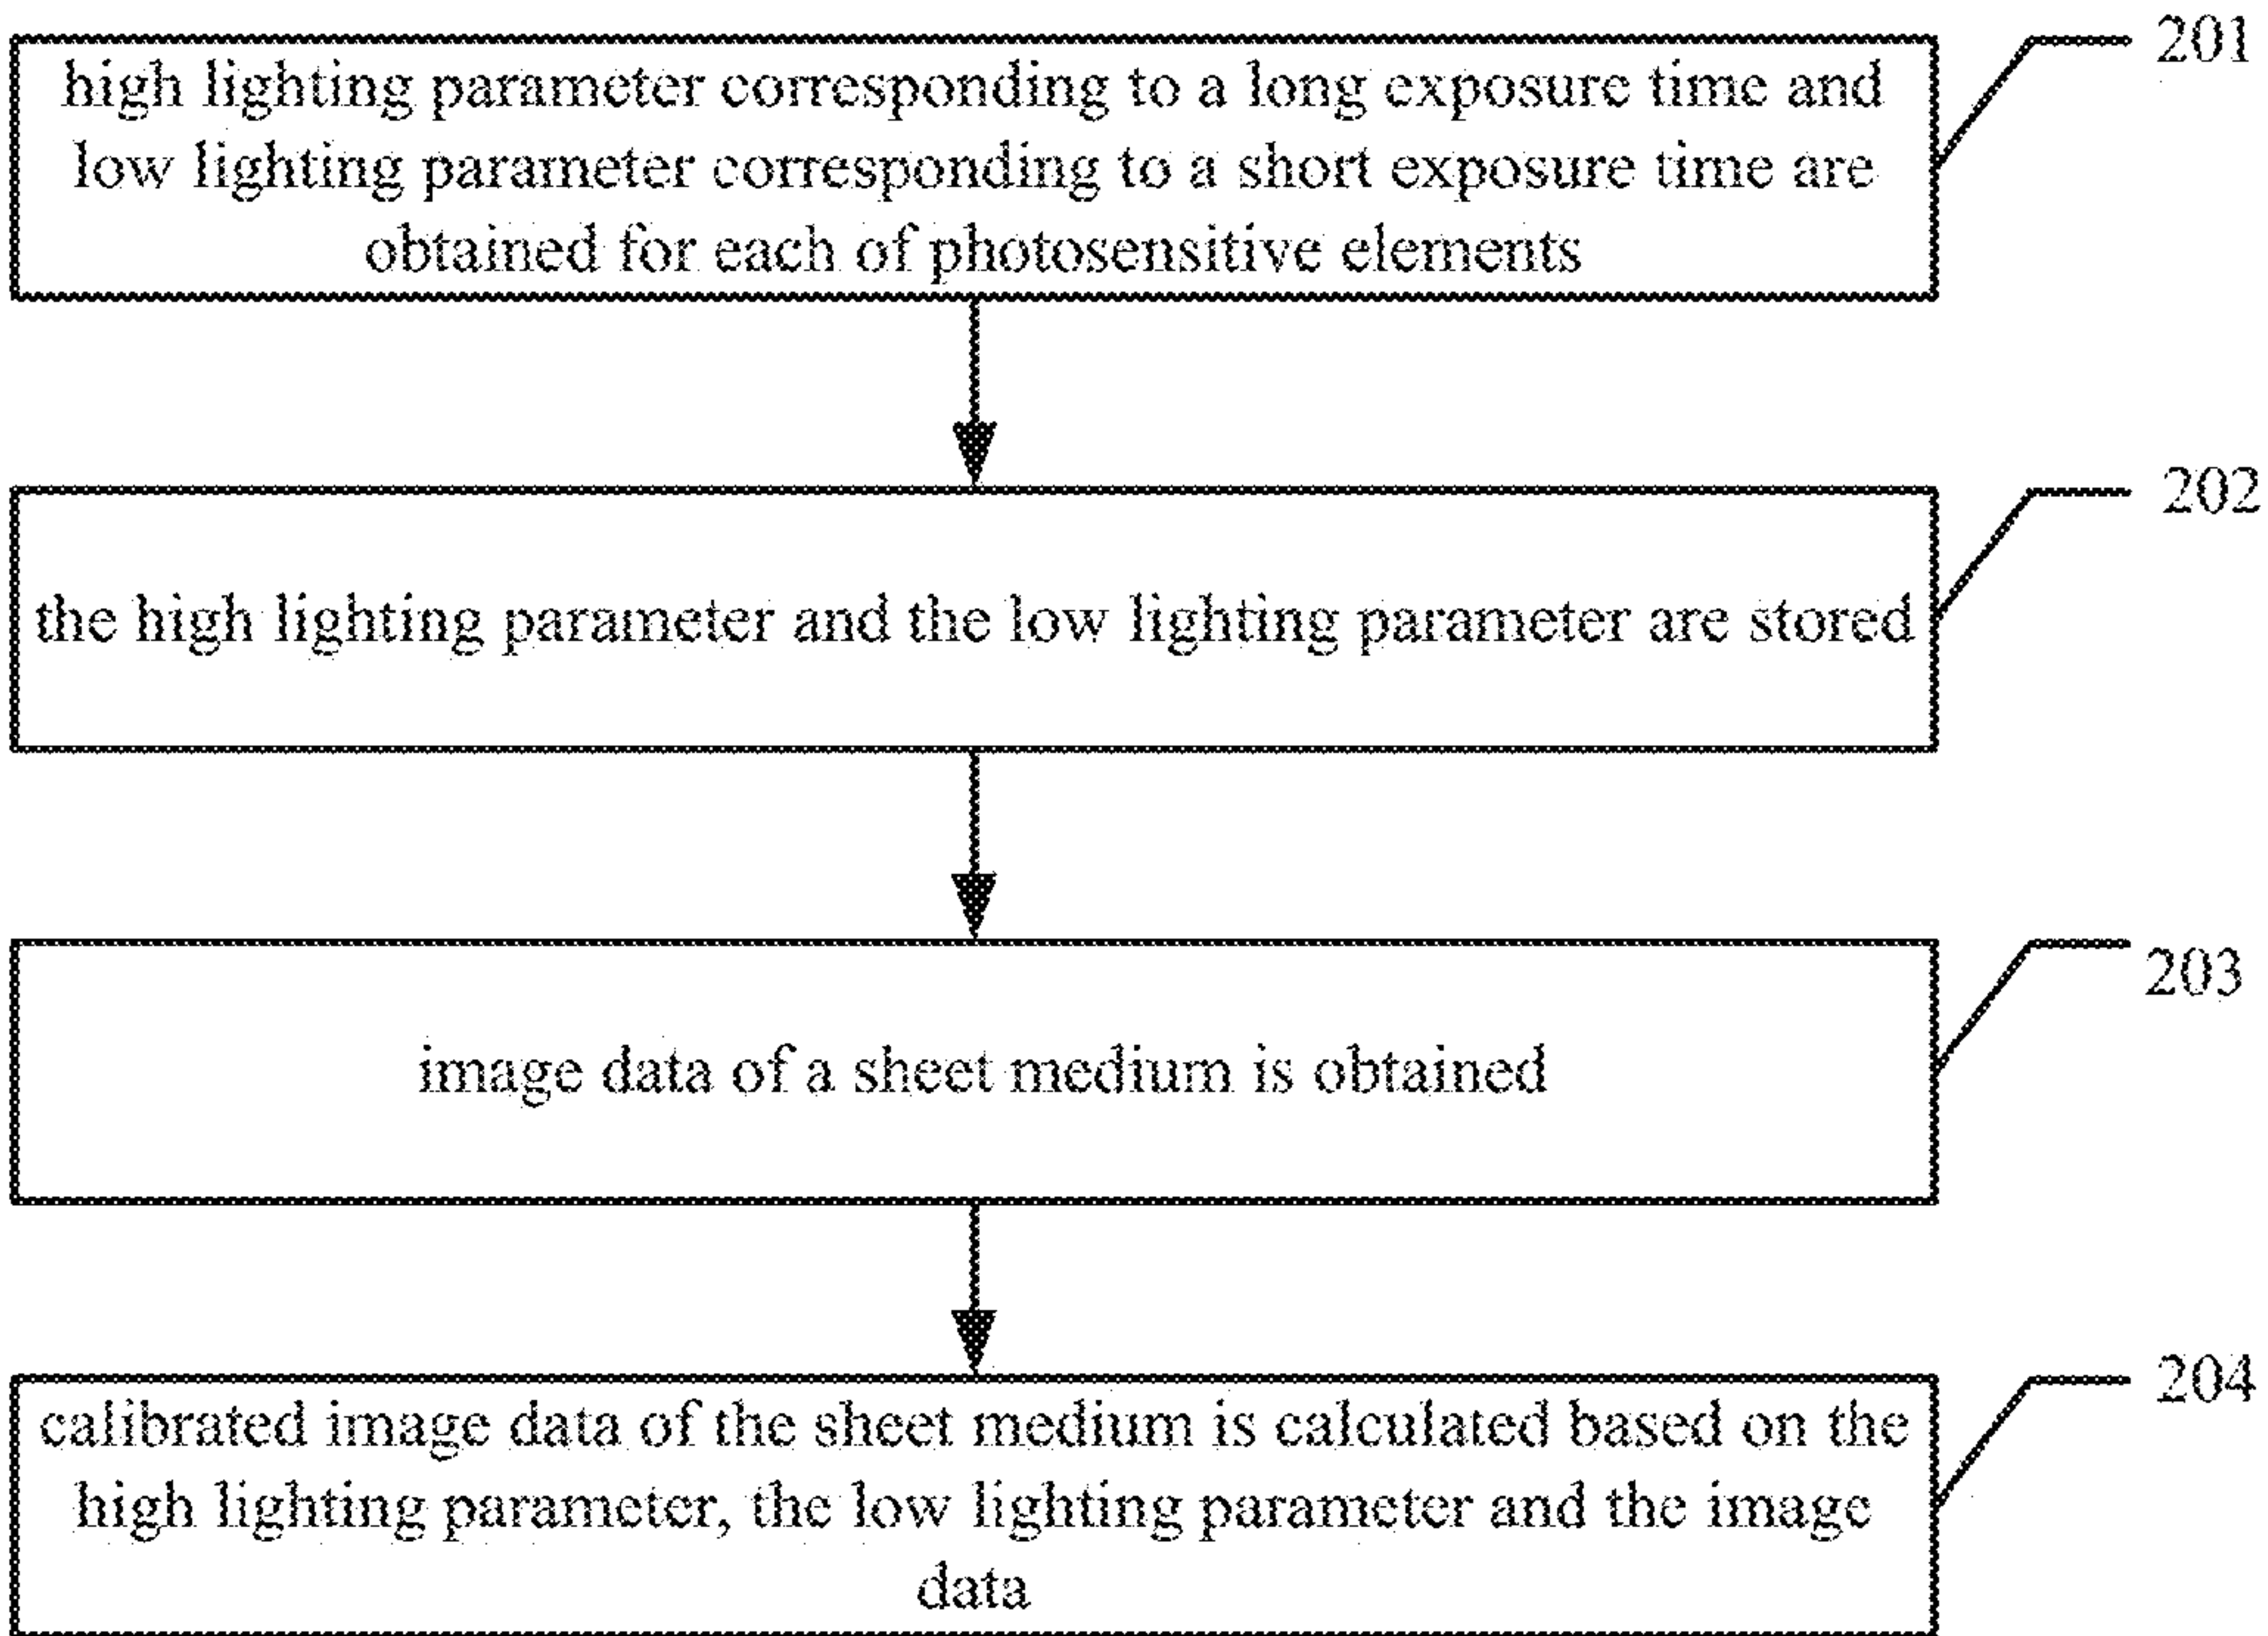 201
high lighting parameter corresponding to a long exposure time and
low lighting parameter corresponding to a short exposure time are
obtained for each of photosensitive elements
202
the high lighting parameter and the low lighting parameter are stored
203
image data of a sheet medium is obtained
204
calibrated image data of the sheet medium is calculated based on the
high lighting parameter, the low lighting parameter and the image
data